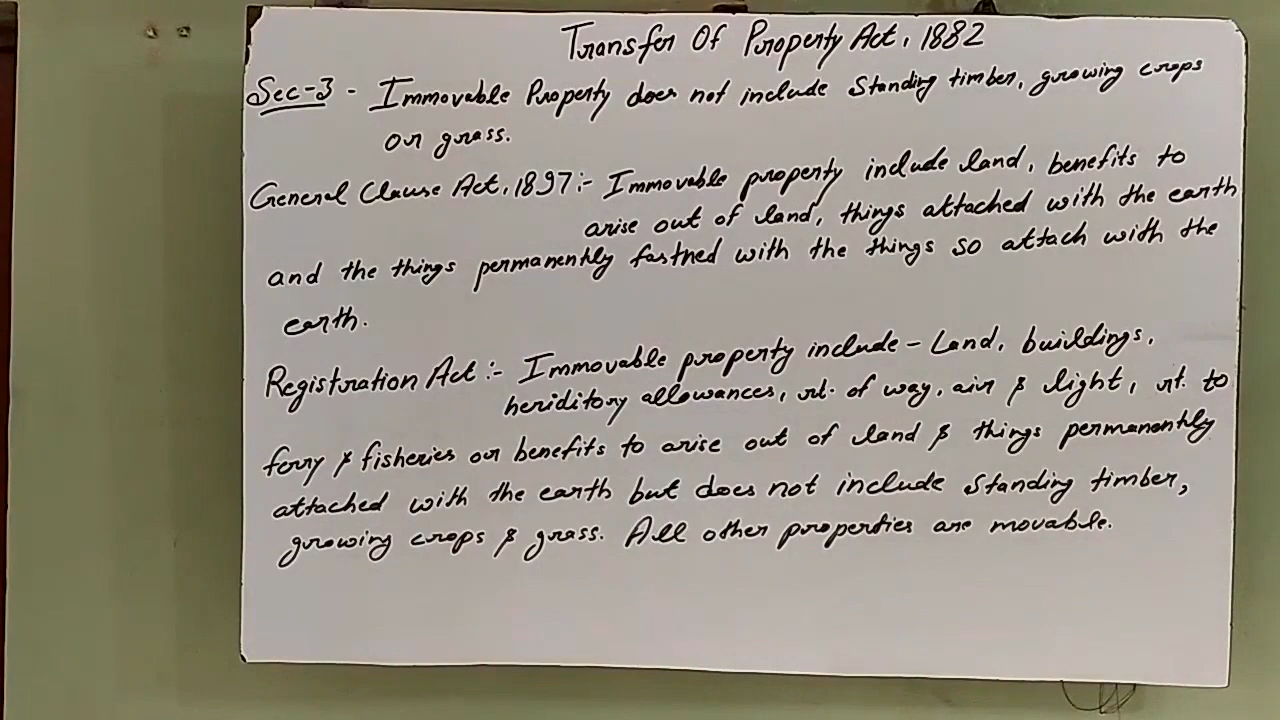 Transfer Of Property Act, 1882
Sec-3 - Immovable Property does not include Standing timber, growing crops
or grass.
General Clause Act, 1897:- Immovable property include land, benefits to
arise out of land, things attached with the earth
and the things permanently fastned with the things so attach with the
earth.
Registration Act:- Immovable property include - Land, buildings,
heriditory allowances, rt. of way, air & light, rt. to
ferry & fisheries or benefits to arise out of land & things permanently
attached with the earth but does not include Standing timber,
growing crops & grass. All other properties are movable.